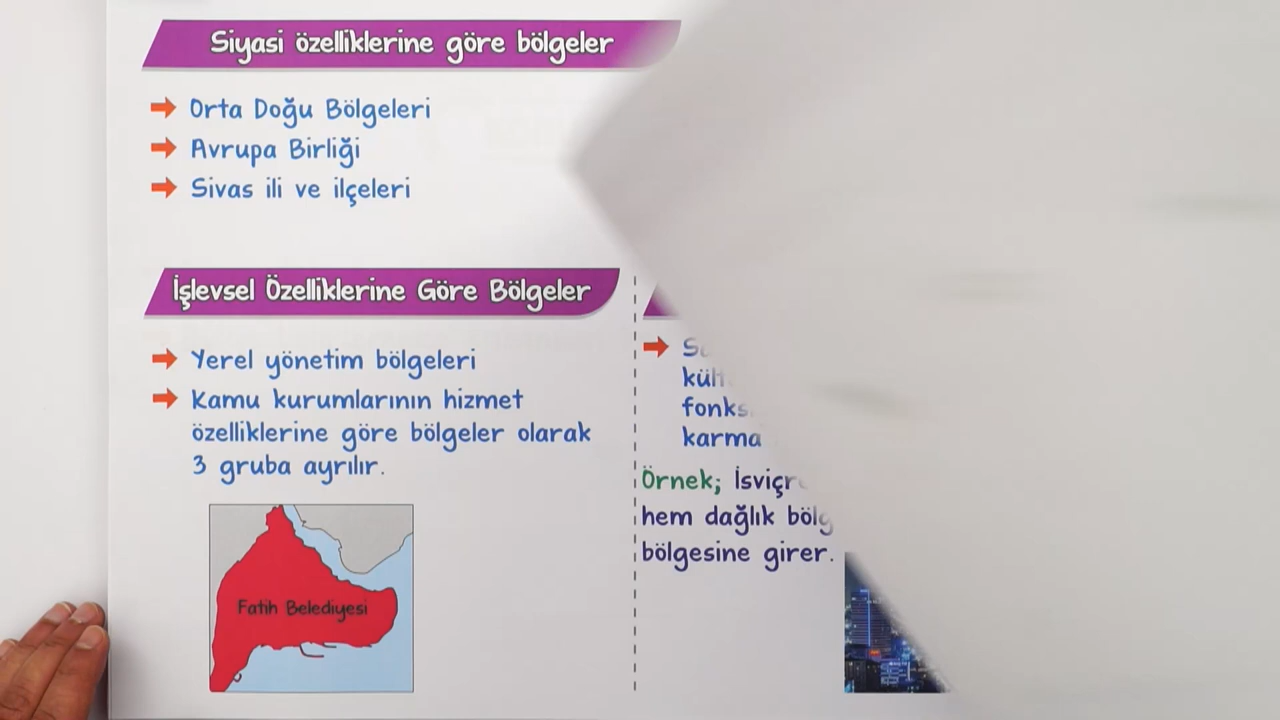 Siyasi özelliklerine göre bölgeler
Orta Doğu Bölgeleri
Avrupa Birliği
Sivas ili ve ilçeleri
İşlevsel Özelliklerine Göre Bölgeler
Yerel yönetim bölgeleri
Kamu kurumlarının hizmet
özelliklerine göre bölgeler olarak
3 gruba ayrılır.
Fatih Belediyesi
karma
Örnek;
hem dağlık
bölgesine girer.